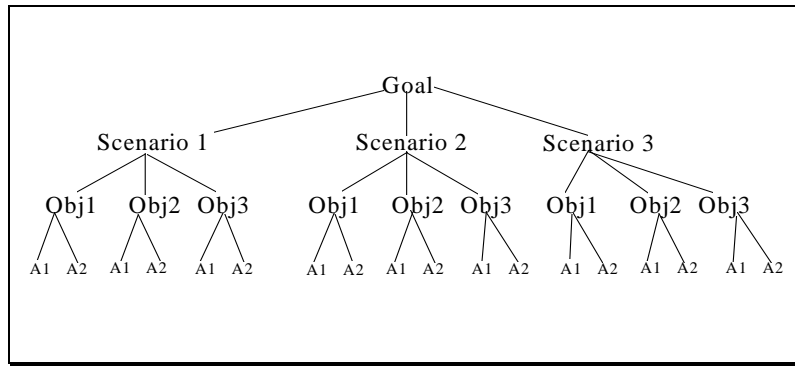 Goal
Scenario 1 Scenario 2 Scenario 3
Obj1 Obj2 Obj3 Obj1 Obj2 Obj3 Obj1 Obj2 Obj3
A1 A2 A1 A2 A1 A2 A1 A2 A1 A2 A1 A2 A1 A2 A1 A2 A1 A2